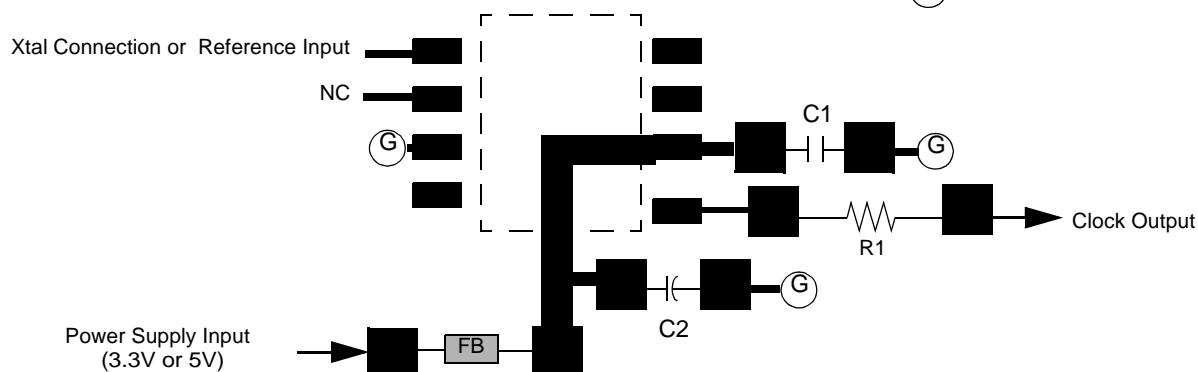 Xtal Connection or Reference Input
NC
G
C1
G
Clock Output
R1
G
C2
Power Supply Input
(3.3V or 5V)
FB